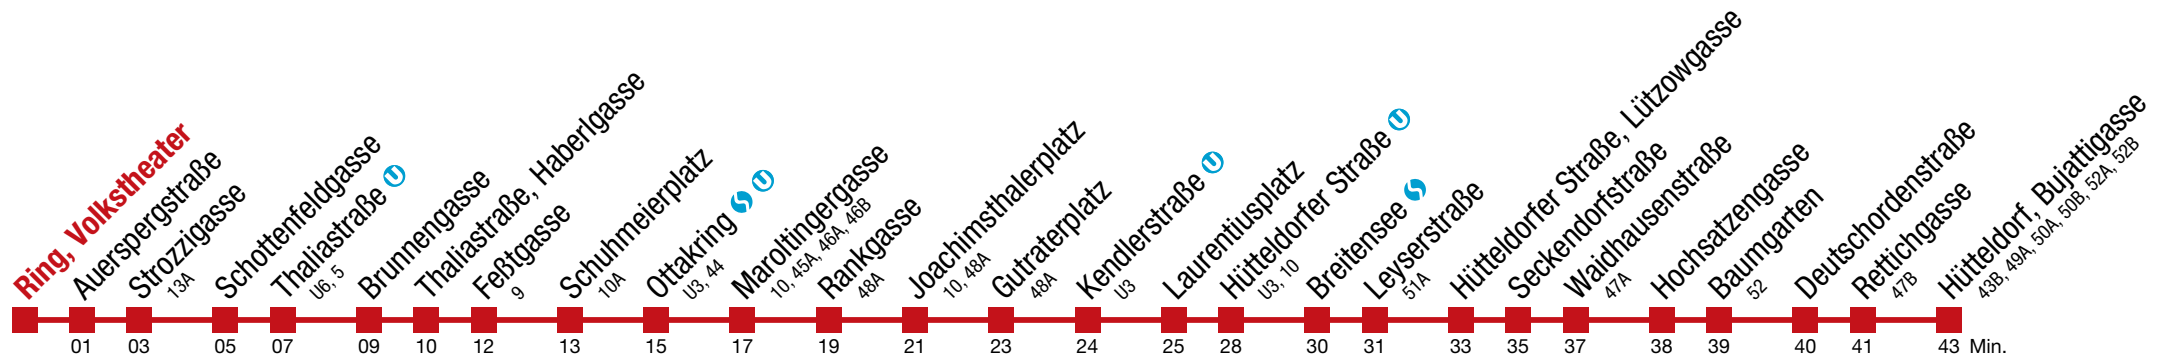 Ring, Volkstheater
Auerspergstraße
Strozzigasse
13A
Schottenfeldgasse
Thaliastraße
U6, 5
Brunnengasse
Thaliastraße, Haberlgasse
Feßtgasse
9
Schuhmeierplatz
10A
Ottakring
U3, 44
Maroltingergasse
10, 45A, 46A, 46B
Rankgasse
48A
Joachimsthalerplatz
10, 48A
Gutraterplatz
48A
Kendlerstraße
U3
Laurentiusplatz
Hütteldorfer Straße
U3, 10
Breitensee
Leyserstraße
51A
Hütteldorfer Straße, Lützowgasse
Seckendorfstraße
Waidhausenstraße
47A
Hochsatzengasse
Baumgarten
52
Deutschordenstraße
Rettichgasse
47B
Hütteldorf, Bujattigasse
43B, 49A, 50A, 50B, 52A, 52B
01 03 05 07 09 10 12 13 15 17 19 21 23 24 25 28 30 31 33 35 37 38 39 40 41 43 Min.